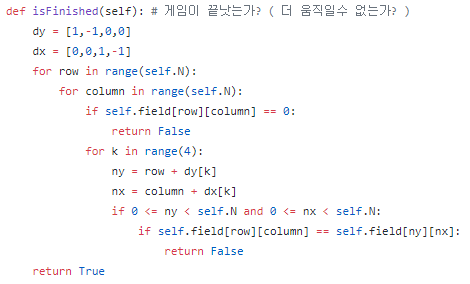 def isFinished(self): # 게임이 끝낫는가? ( 더 움직일수 없는가? )
    dy = [1,-1,0,0]
    dx = [0,0,1,-1]
    for row in range(self.N):
        for column in range(self.N):
            if self.field[row][column] == 0:
                return False
            for k in range(4):
                ny = row + dy[k]
                nx = column + dx[k]
                if 0 <= ny < self.N and 0 <= nx < self.N:
                    if self.field[row][column] == self.field[ny][nx]:
                        return False
    return True